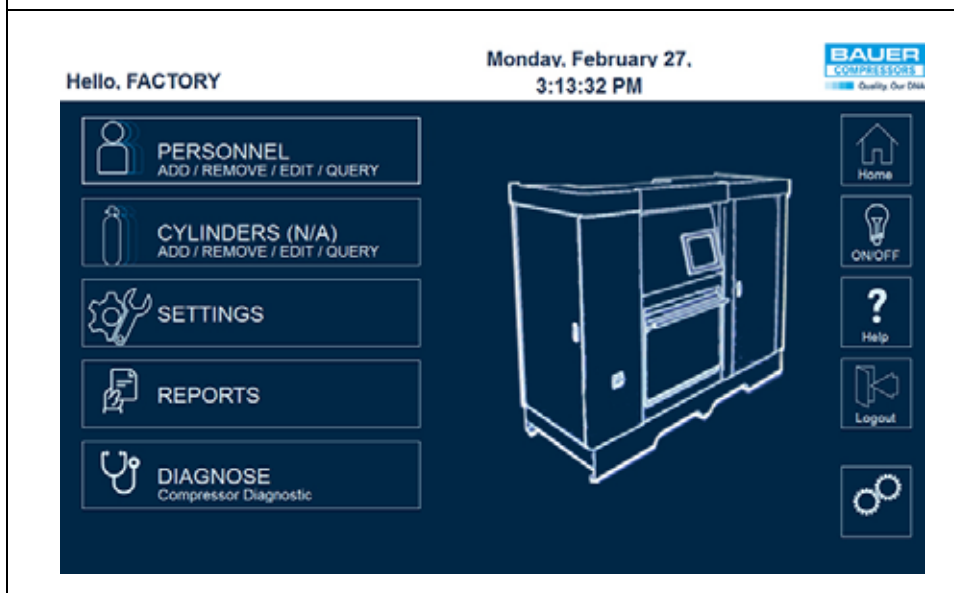 Hello, FACTORY
Monday, February 27,
3:13:32 PM
BAUER
COMPRESSORS
Quality. Our DNA
PERSONNEL
ADD / REMOVE / EDIT / QUERY
CYLINDERS (N/A)
ADD / REMOVE / EDIT / QUERY
SETTINGS
REPORTS
DIAGNOSE
Compressor Diagnostic
Home
ON/OFF
?
Help
Logout